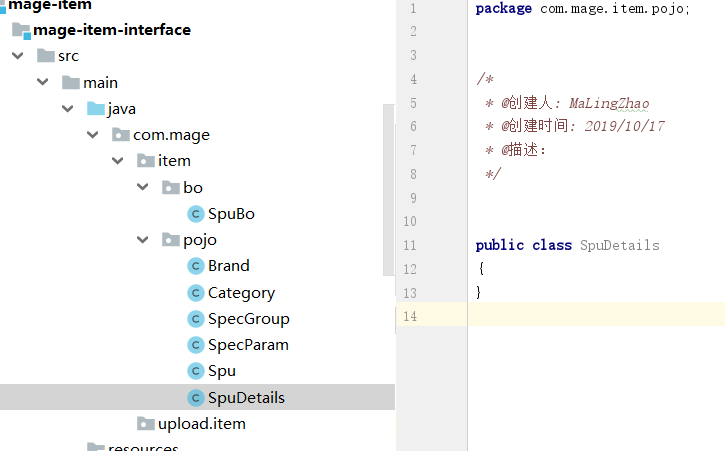 mage-item
mage-item-interface
src
main
java
com.mage
item
bo
SpuBo
pojo
Brand
Category
SpecGroup
SpecParam
Spu
SpuDetails
upload.item
resources
1 package com.mage.item.pojo;
2
3
4 /*
5 * @创建人: MaLingZhao
6 * @创建时间: 2019/10/17
7 * @描述:
8 */
9
10
11 public class SpuDetails
12 {
13 }
14